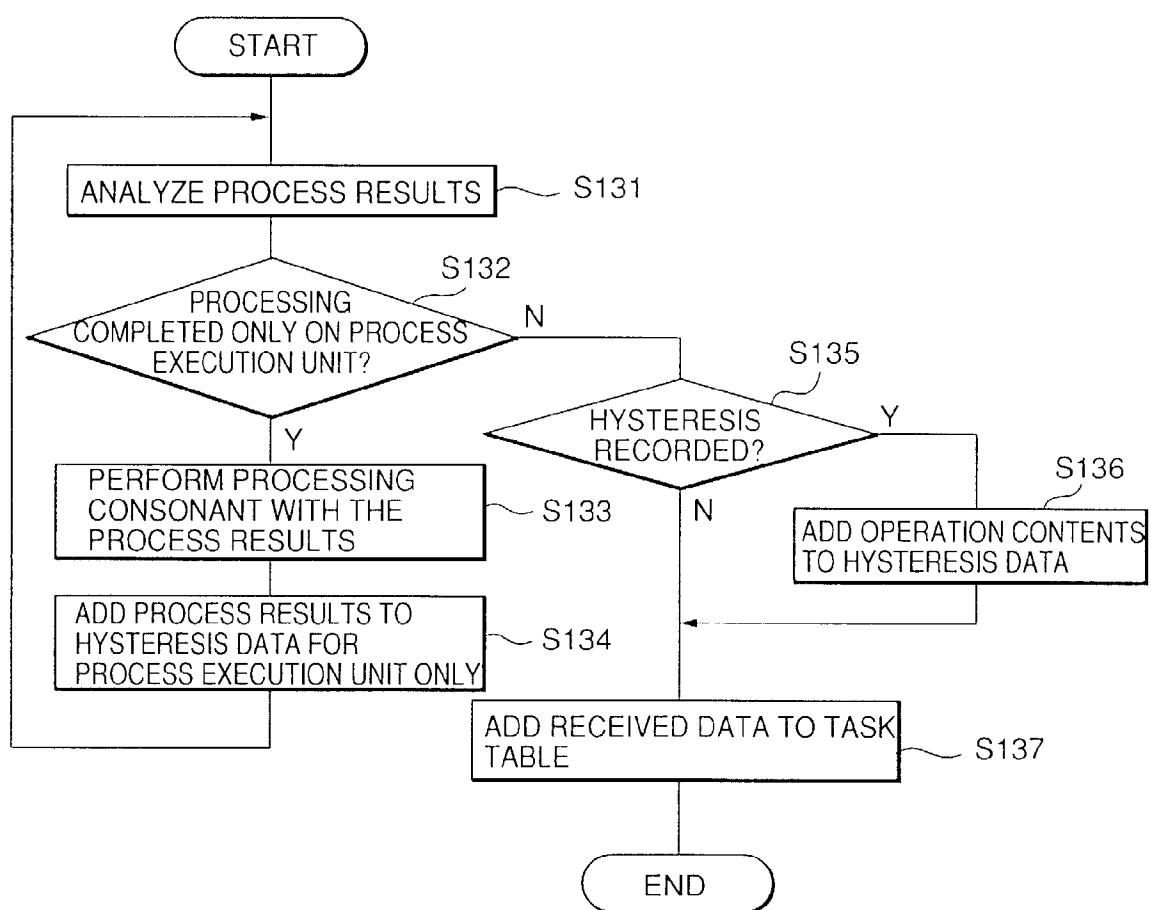 START
ANALYZE PROCESS RESULTS
S131
S132
PROCESSING
COMPLETED ONLY ON PROCESS
EXECUTION UNIT?
N
Y
S135
HYSTERESIS
RECORDED?
Y
N
PERFORM PROCESSING
CONSONANT WITH THE
PROCESS RESULTS
S133
S136
ADD OPERATION CONTENTS
TO HYSTERESIS DATA
ADD PROCESS RESULTS TO
HYSTERESIS DATA FOR
PROCESS EXECUTION UNIT ONLY
S134
ADD RECEIVED DATA TO TASK
TABLE
S137
END